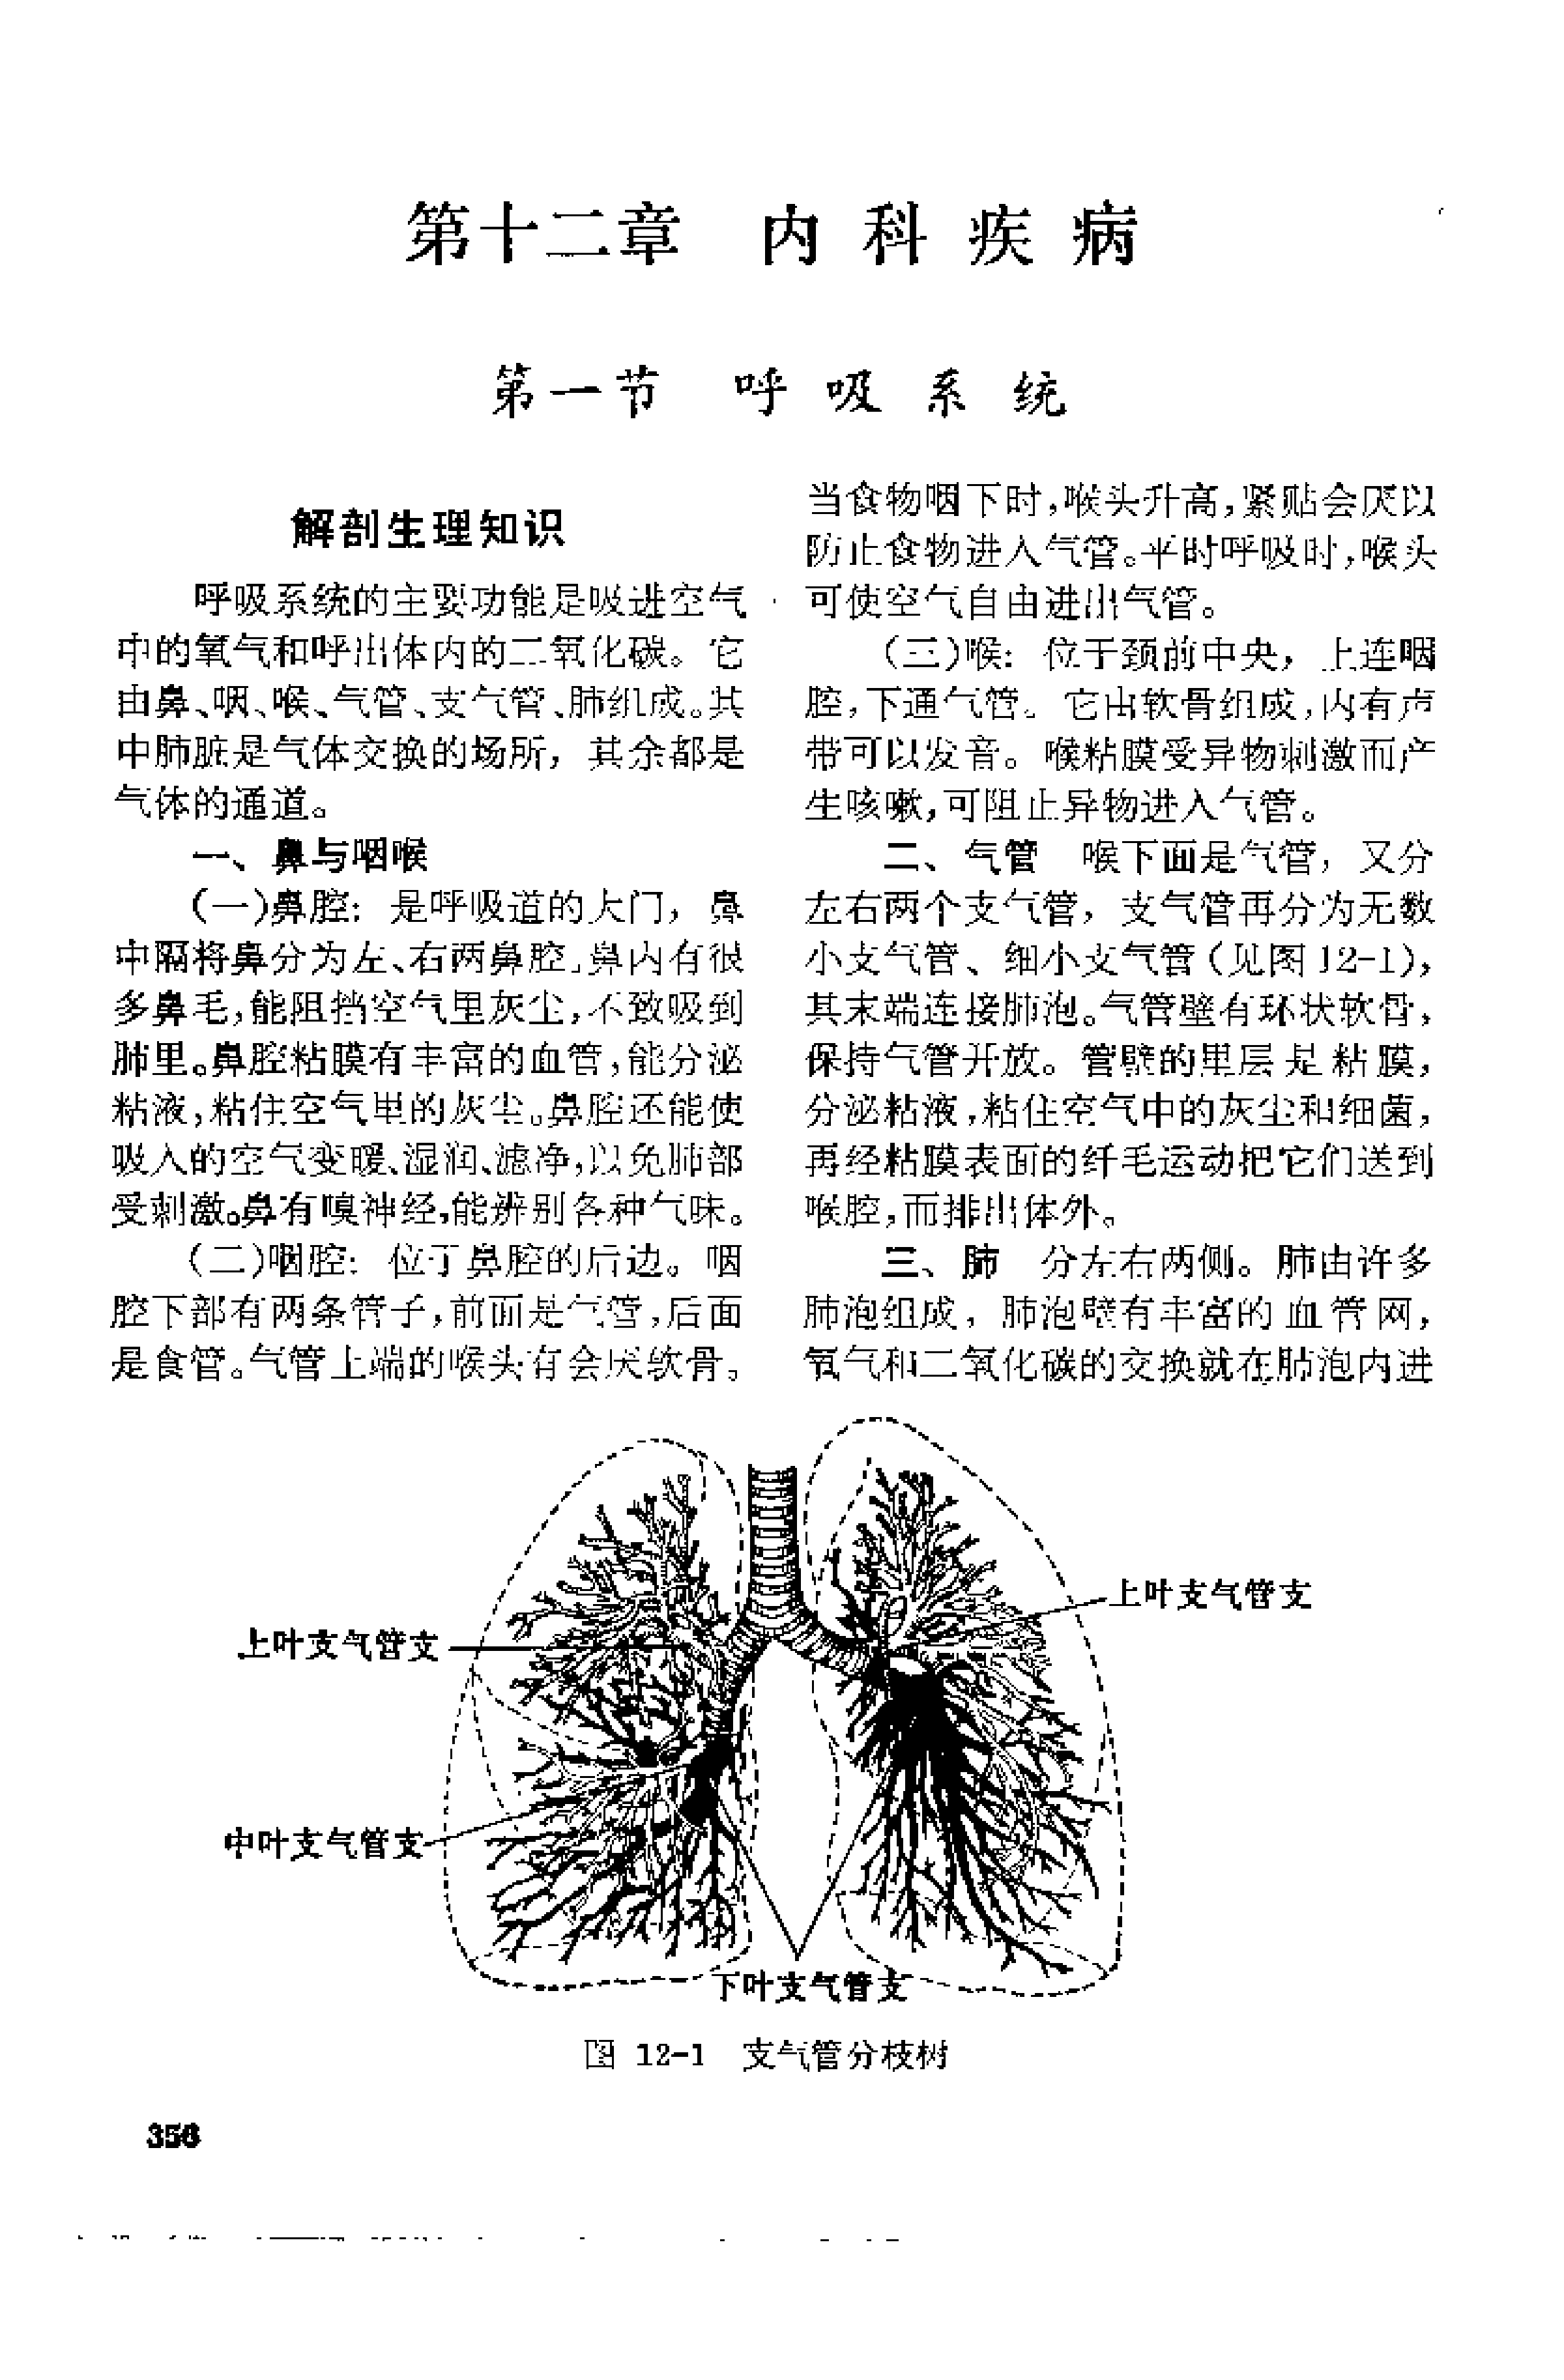 第十二章 内科疾病
第一节 呼吸系统
解剖生理知识
呼吸系统的主要功能是吸进空气
中的氧气和呼出体内的二氧化碳。它
由鼻、咽、喉、气管、支气管、肺组成。其
中肺脏是气体交换的场所，其余都是
气体的通道。
一、鼻与咽喉
(一)鼻腔：是呼吸道的大门，鼻
中隔将鼻分为左、右两鼻腔。鼻内有很
多鼻毛，能阻挡空气里灰尘，不致吸到
肺里。鼻腔粘膜有丰富的血管，能分泌
粘液，粘住空气里的灰尘。鼻腔还能使
吸入的空气变暖、湿润、滤净，以免肺部
受刺激。鼻有嗅神经，能辨别各种气味。
(二)咽腔：位于鼻腔的后边。咽
腔下部有两条管子，前面是气管，后面
是食管。气管上端的喉头有会厌软骨。
当食物咽下时，喉头升高，紧贴会厌以
防止食物进入气管。平时呼吸时，喉头
可使空气自由进出气管。
(三)喉：位于颈前中央，上连咽
腔，下通气管。它由软骨组成，内有声
带可以发音。喉粘膜受异物刺激而产
生咳嗽，可阻止异物进入气管。
二、气管 喉下面是气管，又分
左右两个支气管，支气管再分为无数
小支气管、细小支气管(见图12-1)，
其末端连接肺泡。气管壁有环状软骨，
保持气管开放。管壁的里层是粘膜，
分泌粘液，粘住空气中的灰尘和细菌，
再经粘膜表面的纤毛运动把它们送到
喉腔，而排出体外。
三、肺 分左右两侧。肺由许多
肺泡组成，肺泡壁有丰富的血管网，
氧气和二氧化碳的交换就在肺泡内进
上叶支气管支
上叶支气管支
中叶支气管支
下叶支气管支
图 12-1 支气管分枝树
356